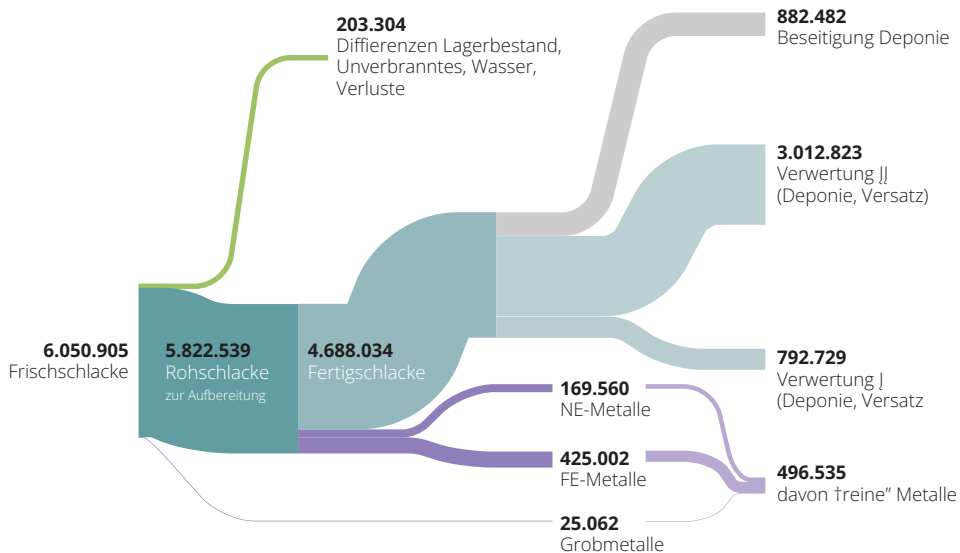 203.304
Diffierenzen Lagerbestand,
Unverbranntes, Wasser,
Verluste
882.482
Beseitigung Deponie
3.012.823
Verwertung ĮĮ
(Deponie, Versatz)
6.050.905
Frischschlacke
5.822.539
Rohschlacke
zur Aufbereitung
4.688.034
Fertigschlacke
792.729
Verwertung Į
(Deponie, Versatz
169.560
NE-Metalle
425.002
FE-Metalle
496.535
davon †reine” Metalle
25.062
Grobmetalle